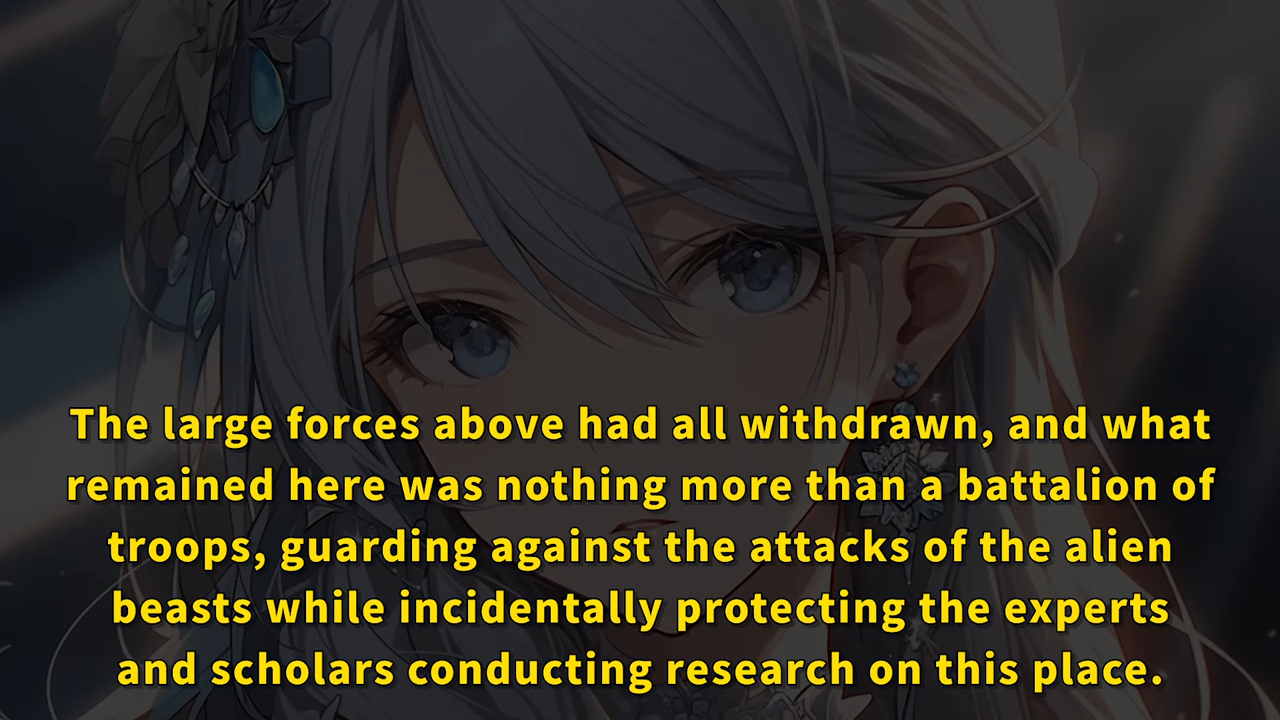 The large forces above had all withdrawn, and what
remained here was nothing more than a battalion of
troops, guarding against the attacks of the alien
beasts while incidentally protecting the experts
and scholars conducting research on this place.